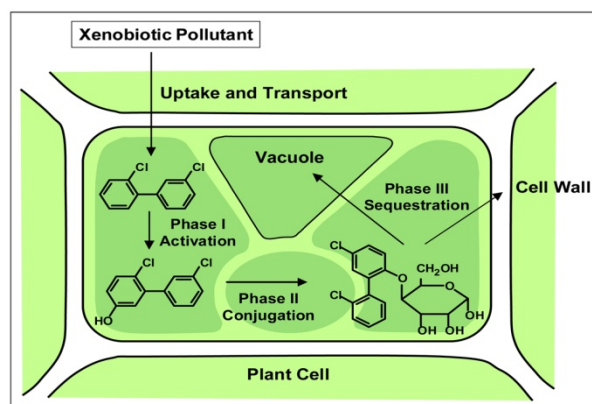 Xenobiotic Pollutant
Uptake and Transport
Cl
Cl
Vacuole
Phase III
Sequestration
Cell Wall
Phase I
Activation
Cl
Cl
HO
Phase II
Conjugation
Cl
O
Cl
CH2OH
O
OH
OH
OH
Plant Cell